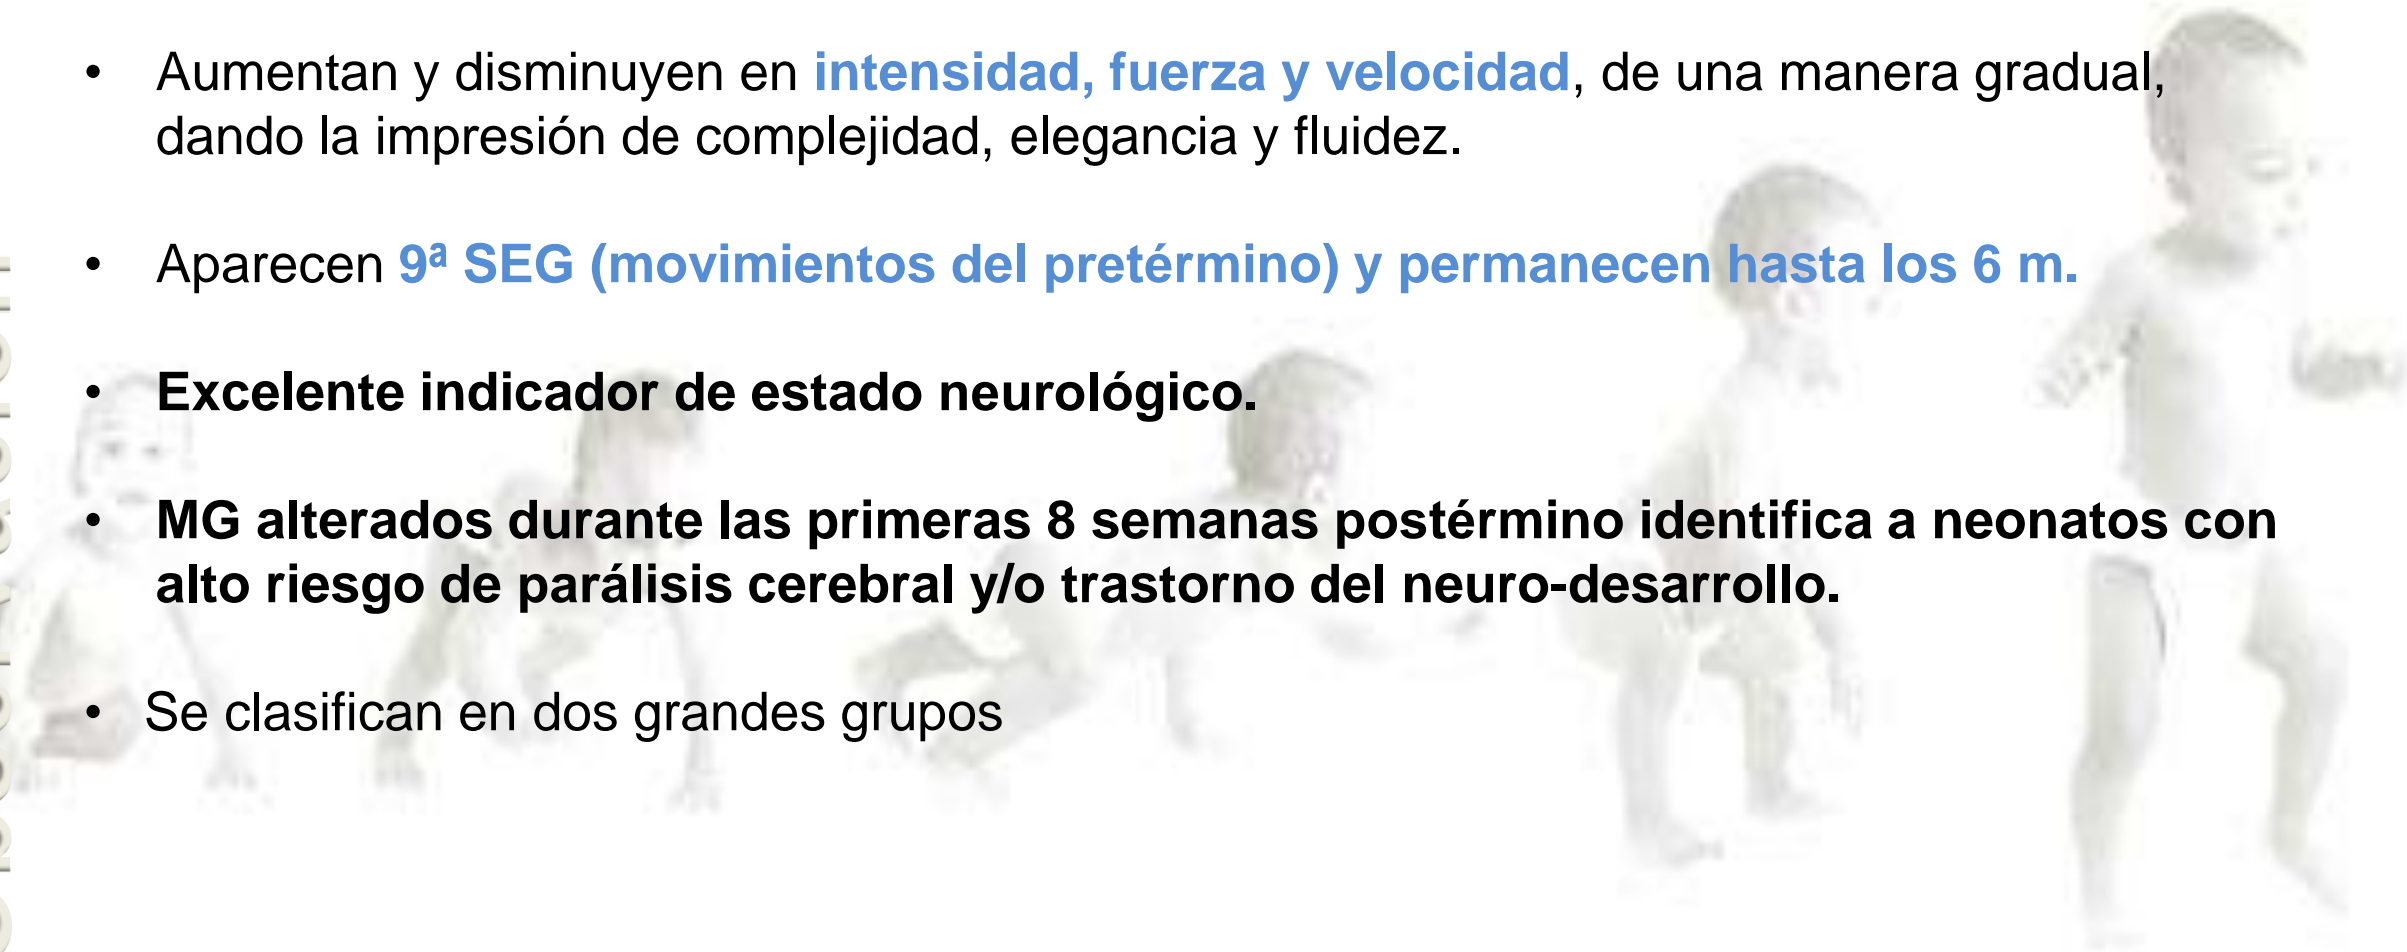 • Aumentan y disminuyen en intensidad, fuerza y velocidad, de una manera gradual,
dando la impresión de complejidad, elegancia y fluidez.
• Aparecen 9ª SEG (movimientos del pretérmino) y permanecen hasta los 6 m.
• Excelente indicador de estado neurológico.
• MG alterados durante las primeras 8 semanas postérmino identifica a neonatos con
alto riesgo de parálisis cerebral y/o trastorno del neuro-desarrollo.
• Se clasifican en dos grandes grupos